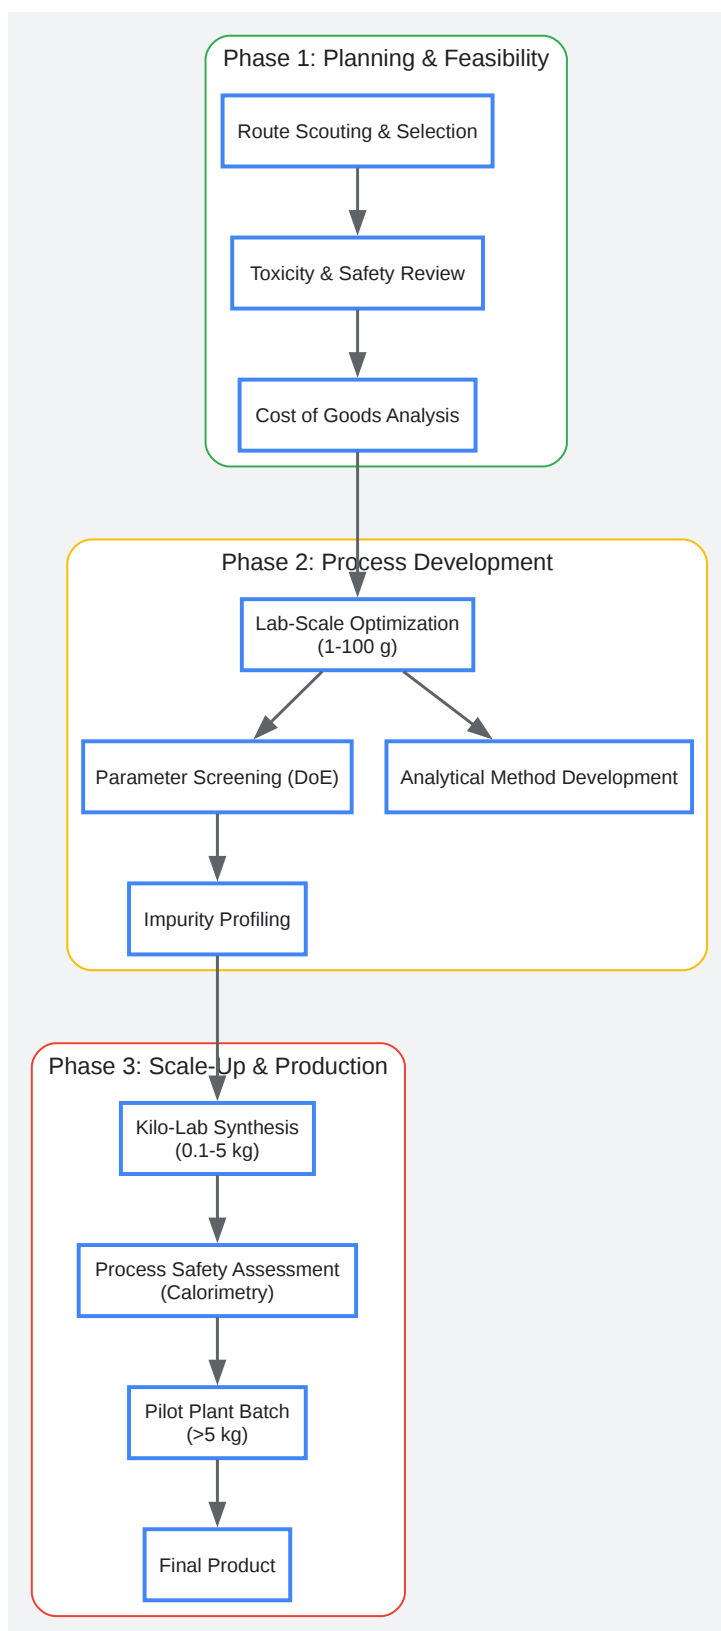 Phase 1: Planning & Feasibility
Route Scouting & Selection
Toxicity & Safety Review
Cost of Goods Analysis
Phase 2: Process Development
Lab-Scale Optimization
(1-100 g)
Parameter Screening (DoE)
Analytical Method Development
Impurity Profiling
Phase 3: Scale-Up & Production
Kilo-Lab Synthesis
(0.1-5 kg)
Process Safety Assessment
(Calorimetry)
Pilot Plant Batch
(>5 kg)
Final Product